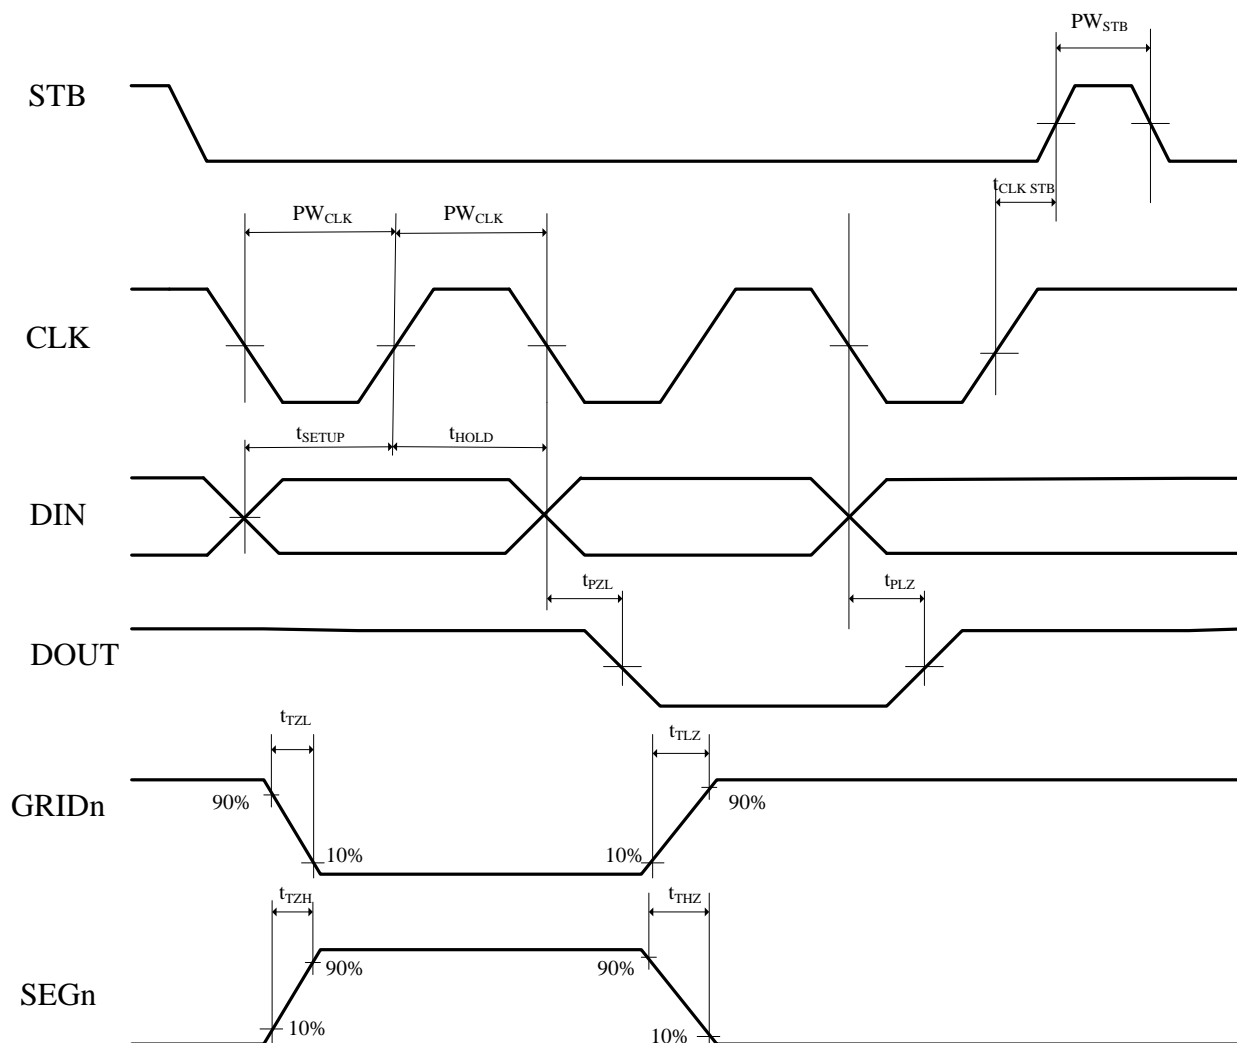 PW_STB
STB
t_CLK STB
PW_CLK PW_CLK
CLK
t_SETUP t_HOLD
DIN
t_PZL t_PLZ
DOUT
t_TZL t_TLZ
GRIDn 90% 90%
10% 10%
t_TZH t_THZ
90% 90%
SEGn
10% 10%